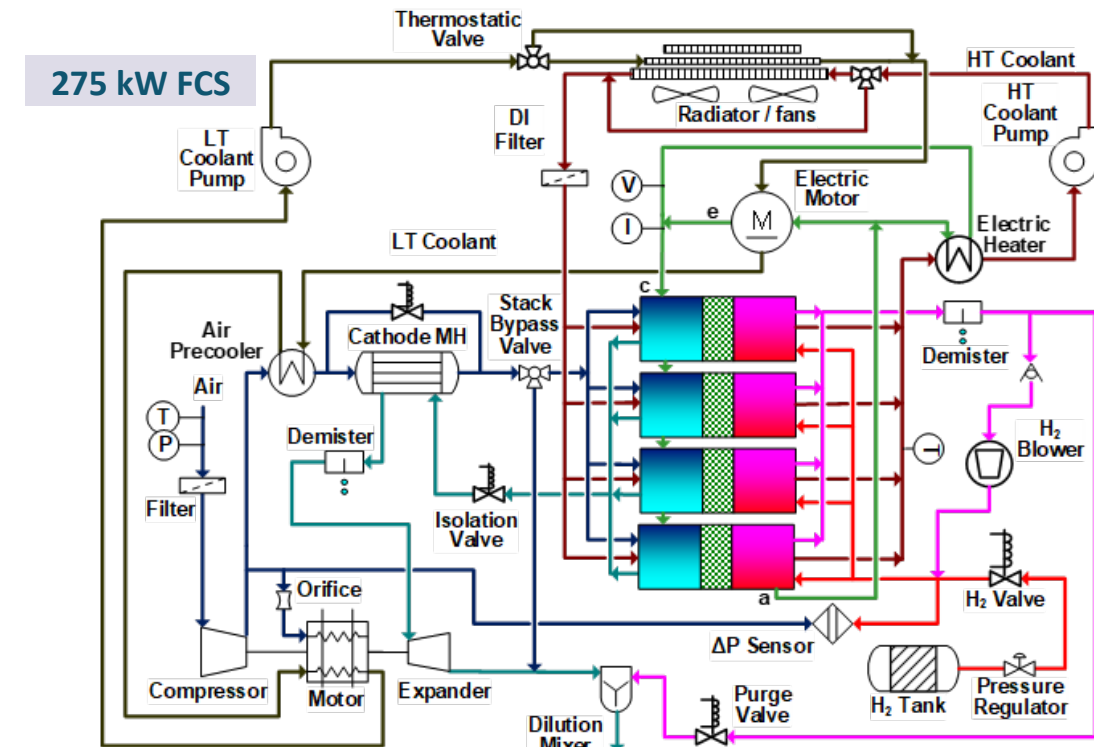 275 kW FCS
Thermostatic
Valve
HT Coolant
Radiator / fans
HT
Coolant
Pump
LT
Coolant
Pump
DI
Filter
V
I
e
M
Electric
Motor
Electric
Heater
LT Coolant
c
Stack
Bypass
Valve
Air
Precooler
Cathode MH
Demister
Air
T
P
Demister
H₂
Blower
T
Filter
Isolation
Valve
Orifice
a
H₂ Valve
ΔP Sensor
Compressor
Motor
Expander
Purge
Valve
H₂ Tank
Pressure
Regulator
Dilution
Mixer